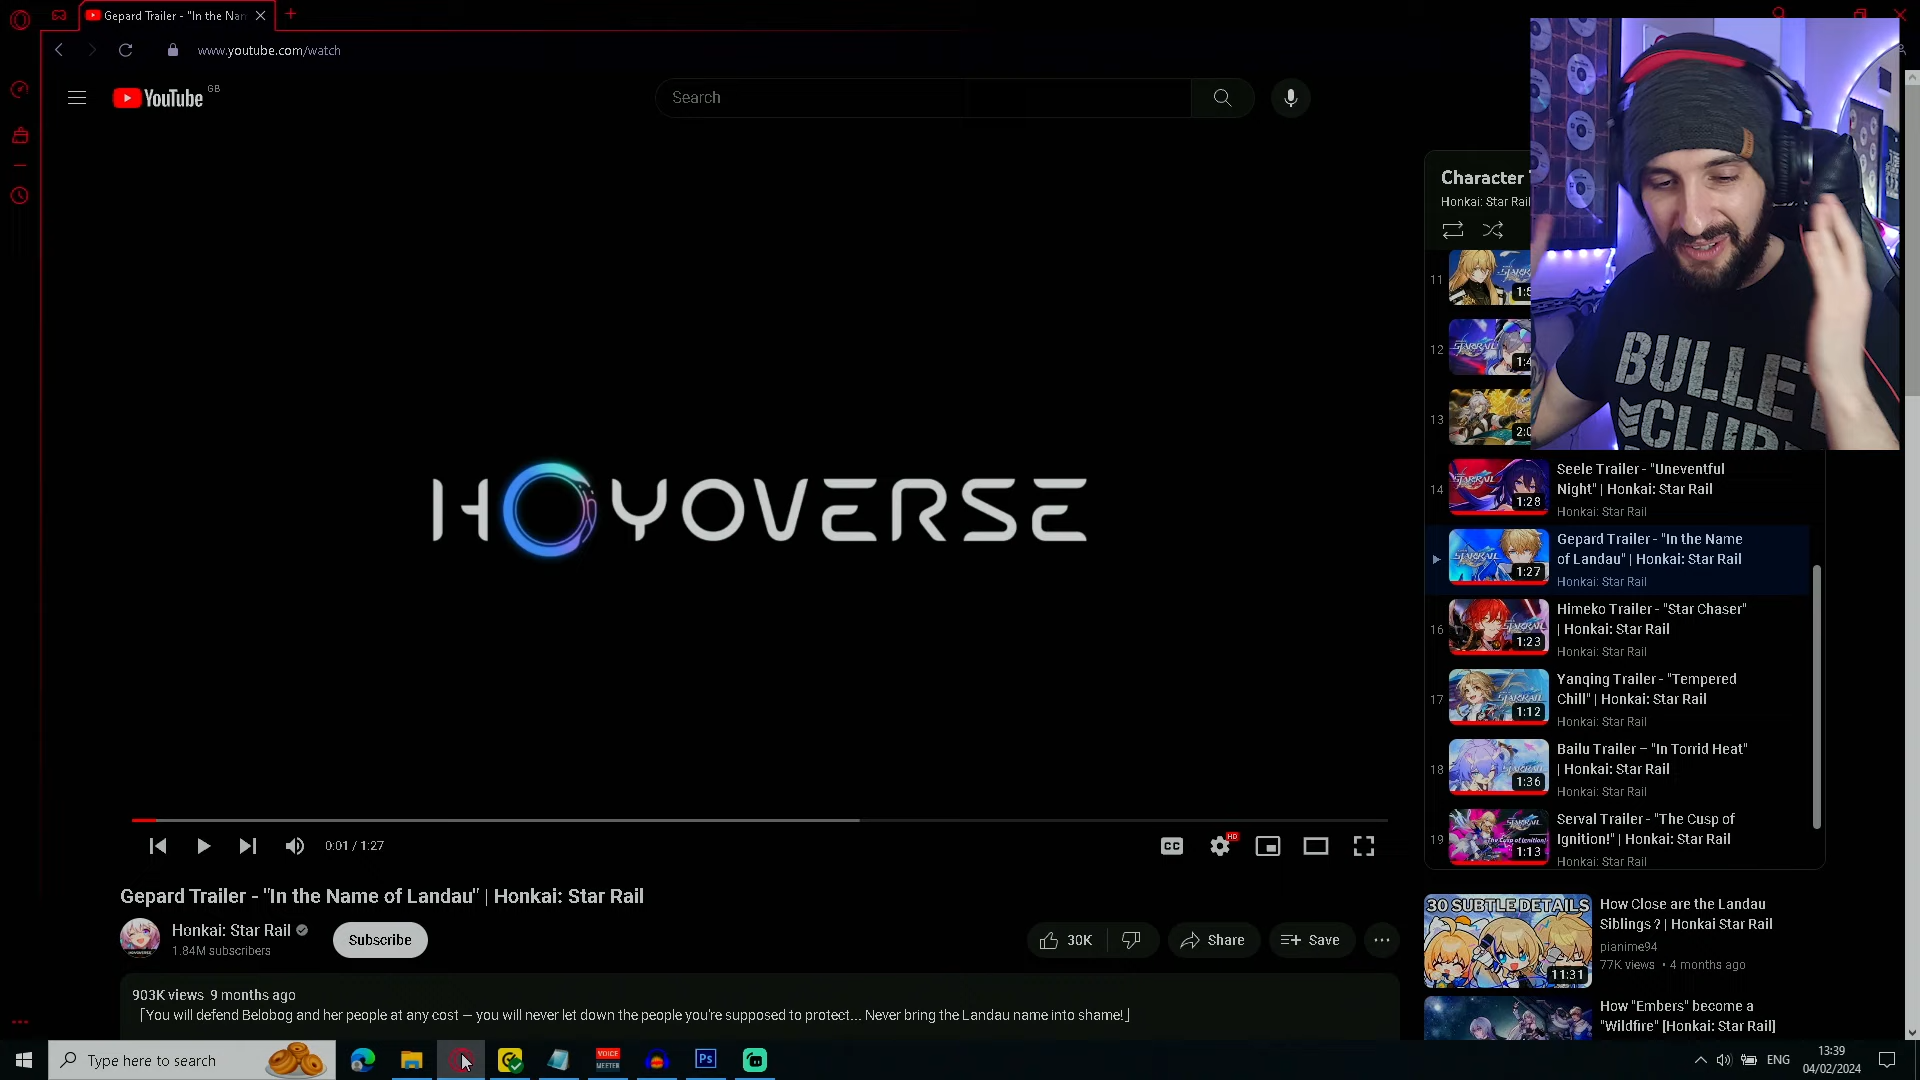 Gepard Trailer - "In the Nan
www.youtube.com/watch
YouTube GB
Search
HOYOVERSE
0:01 / 1:27
CC
HD
Gepard Trailer - "In the Name of Landau" | Honkai: Star Rail
Honkai: Star Rail
1.84M subscribers
Subscribe
30K
Share
Save
903K views 9 months ago
「You will defend Belobog and her people at any cost — you will never let down the people you're supposed to protect... Never bring the Landau name into shame!」
Character
Honkai: Star Rail
11
12
13
2:0
14
1:28
Seele Trailer - "Uneventful
Night" | Honkai: Star Rail
Honkai: Star Rail
1:27
Gepard Trailer - "In the Name
of Landau" | Honkai: Star Rail
Honkai: Star Rail
16
1:23
Himeko Trailer - "Star Chaser"
| Honkai: Star Rail
Honkai: Star Rail
17
1:12
Yanqing Trailer - "Tempered
Chill" | Honkai: Star Rail
Honkai: Star Rail
18
1:36
Bailu Trailer – "In Torrid Heat"
| Honkai: Star Rail
Honkai: Star Rail
19
1:13
Serval Trailer - "The Cusp of
Ignition!" | Honkai: Star Rail
Honkai: Star Rail
30 SUBTLE DETAILS
11:31
How Close are the Landau
Siblings ? | Honkai Star Rail
pianime94
77K views • 4 months ago
How "Embers" become a
"Wildfire" [Honkai: Star Rail]
BULLET
CLUB
Type here to search
VOICE
MEETER
Ps
ENG
13:39
04/02/2024